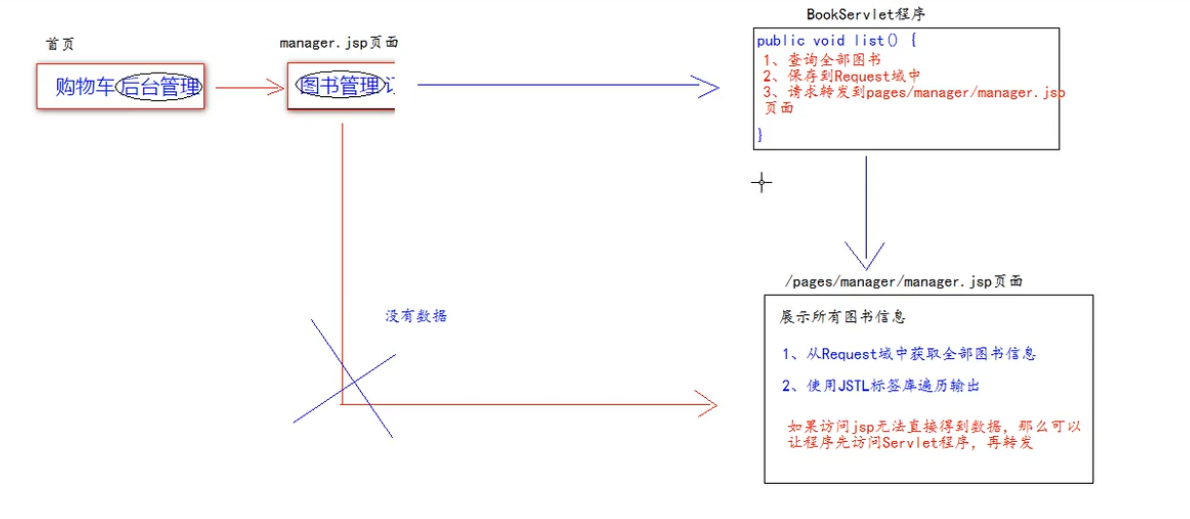 首页
购物车 后台管理
manager.jsp页面
图书管理
BookServlet程序
public void list() {
1、查询全部图书
2、保存到Request域中
3、请求转发到pages/manager/manager.jsp
页面
}
没有数据
/pages/manager/manager.jsp页面
展示所有图书信息
1、从Request域中获取全部图书信息
2、使用JSTL标签库遍历输出
如果访问jsp无法直接得到数据，那么可以
让程序先访问Servlet程序，再转发